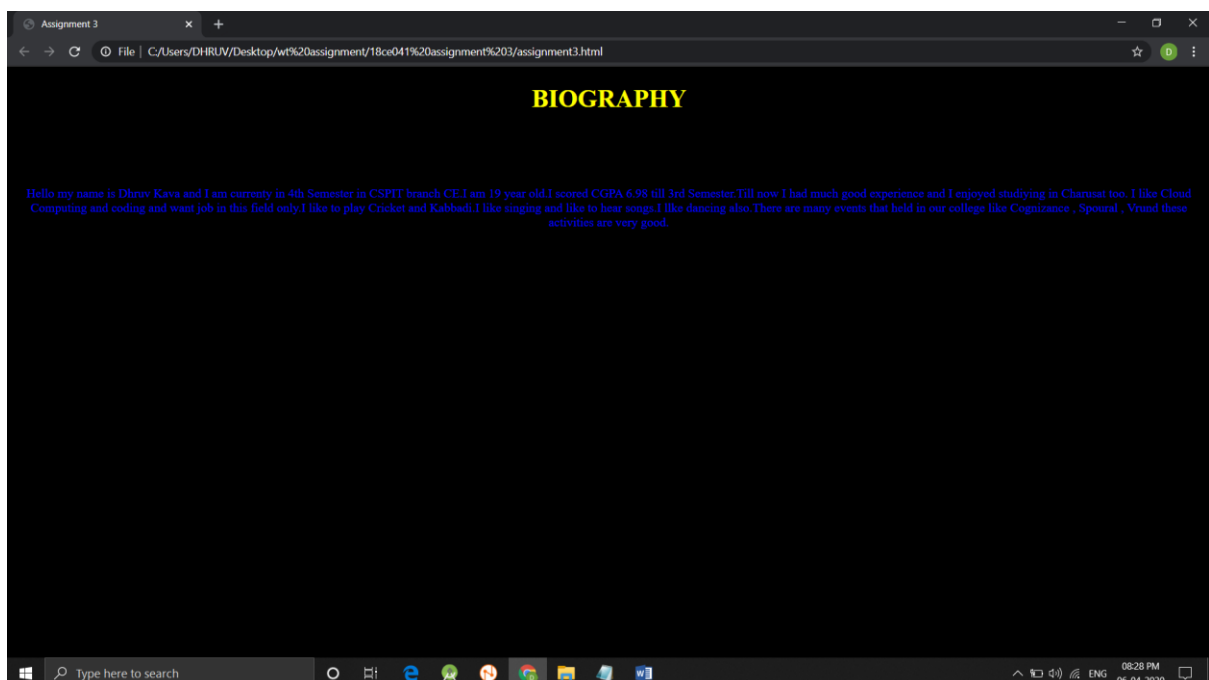 Assignment 3
File | C:/Users/DHRUV/Desktop/wt%20assignment/18ce041%20assignment%203/assignment3.html
D
BIOGRAPHY
Hello my name is Dhruv Kava and I am currenty in 4th Semester in CSPIT branch CE.I am 19 year old.I scored CGPA 6.98 till 3rd Semester.Till now I had much good experience and I enjoyed studiying in Charusat too. I like Cloud
Computing and coding and want job in this field only.I like to play Cricket and Kabbadi.I like singing and like to hear songs.I like dancing also.There are many events that held in our college like Cognizance , Spoural , Vrund these
activities are very good.
Type here to search
ENG
08:28 PM
06-04-2020